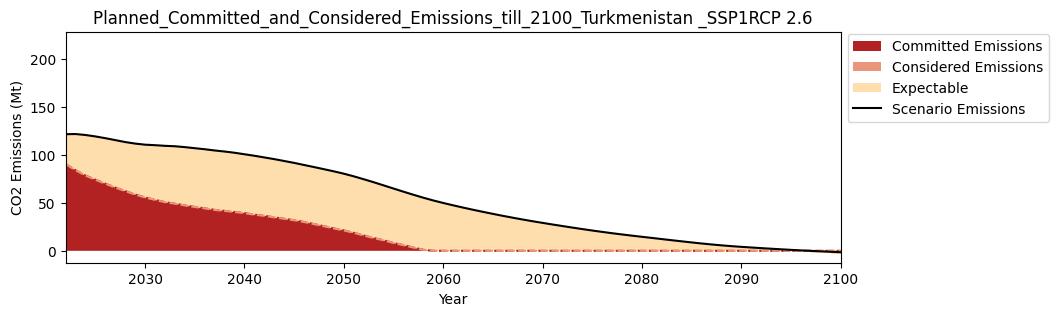 Planned_Committed_and_Considered_Emissions_till_2100_Turkmenistan _SSP1RCP 2.6
CO2 Emissions (Mt)
200
150
100
50
0
2030 2040 2050 2060 2070 2080 2090 2100
Year
Committed Emissions
Considered Emissions
Expectable
Scenario Emissions